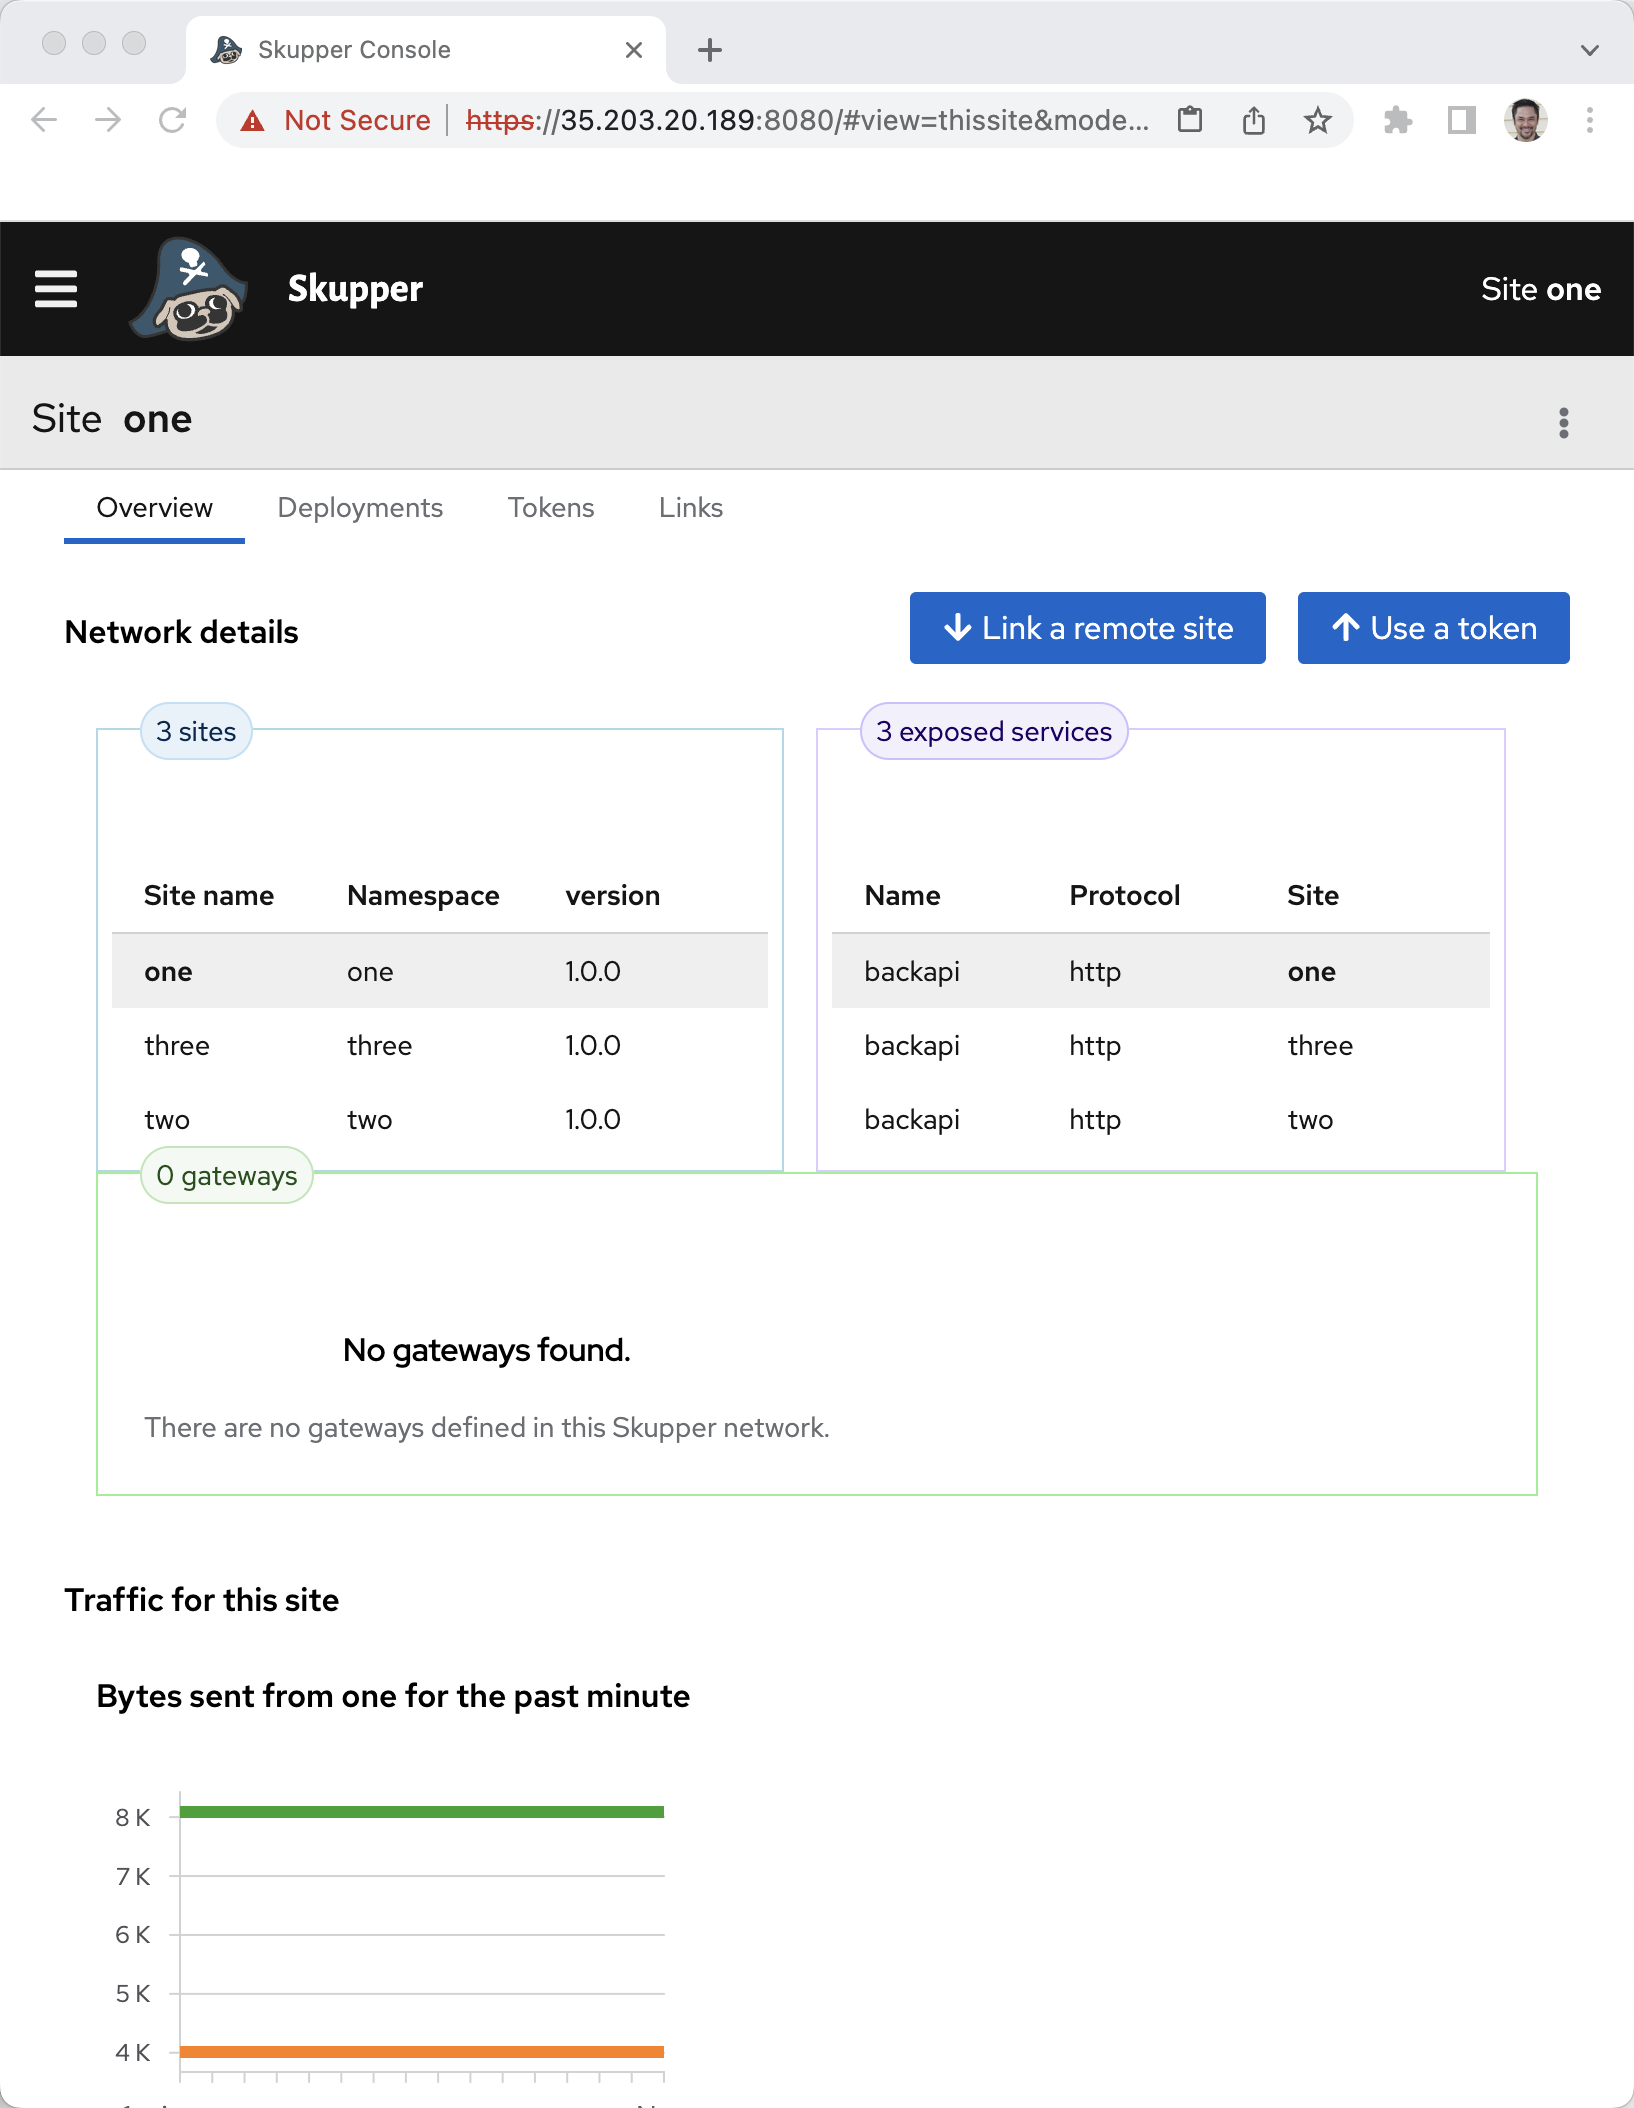 Skupper Console
Not Secure https://35.203.20.189:8080/#view=thissite&mode...
Skupper
Site one
Site one
Overview Deployments Tokens Links
Network details
Link a remote site
Use a token
3 sites
Site name Namespace version
one one 1.0.0
three three 1.0.0
two two 1.0.0
3 exposed services
Name Protocol Site
backapi http one
backapi http three
backapi http two
0 gateways
No gateways found.
There are no gateways defined in this Skupper network.
Traffic for this site
Bytes sent from one for the past minute
8 K
7 K
6 K
5 K
4 K